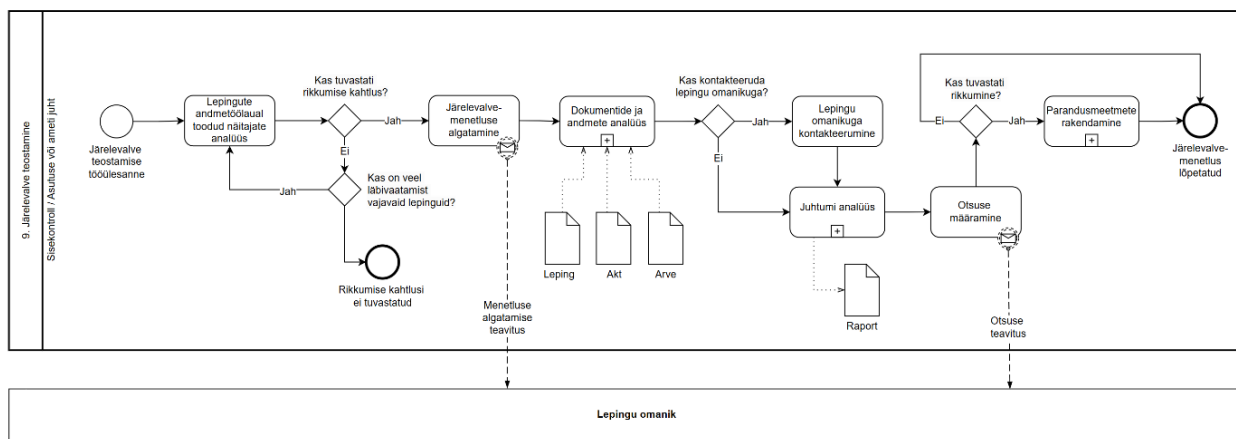 9. Järelevalve teostamine
Sisekontroll / Asutuse või ameti juht
Järelevalve
teostamise
tööülesanne
Lepingute
andmetöölaual
toodud näitajate
analüüs
Kas tuvastati
rikkumise kahtlus?
Jah
Ei
Kas on veel
läbivaatamist
vajavaid lepinguid?
Jah
Rikkumise kahtlusi
ei tuvastatud
Järelevalve-
menetluse
algatamine
Menetluse
algatamise
teavitus
Dokumentide ja
andmete analüüs
Leping
Akt
Arve
Kas kontakteeruda
lepingu omanikuga?
Jah
Ei
Lepingu
omanikuga
kontakteerumine
Juhtumi analüüs
Raport
Otsuse
määramine
Otsuse
teavitus
Kas tuvastati
rikkumine?
Ei
Jah
Parandusmeetmete
rakendamine
Järelevalve-
menetlus
lõpetatud
Lepingu omanik